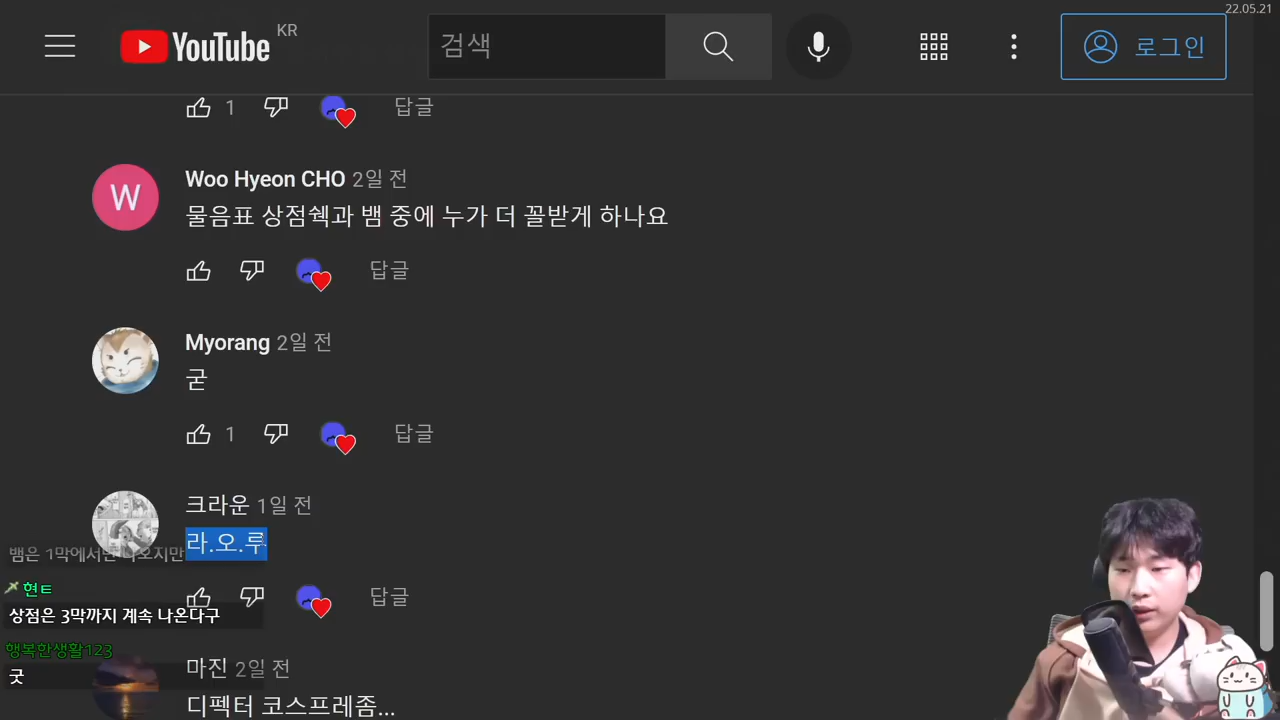 22.05.21
YouTube KR
검색
로그인
1 답글
Woo Hyeon CHO 2일 전
물음표 상점쉑과 뱀 중에 누가 더 꼴받게 하나요
답글
Myorang 2일 전
굳
1 답글
크라운 1일 전
라.오.루
뱀은 1막에서만 나오지만
답글
현ㅌ
상점은 3막까지 계속 나온다구
행복한생활123
굿
마진 2일 전
디펙터 코스프레좀...